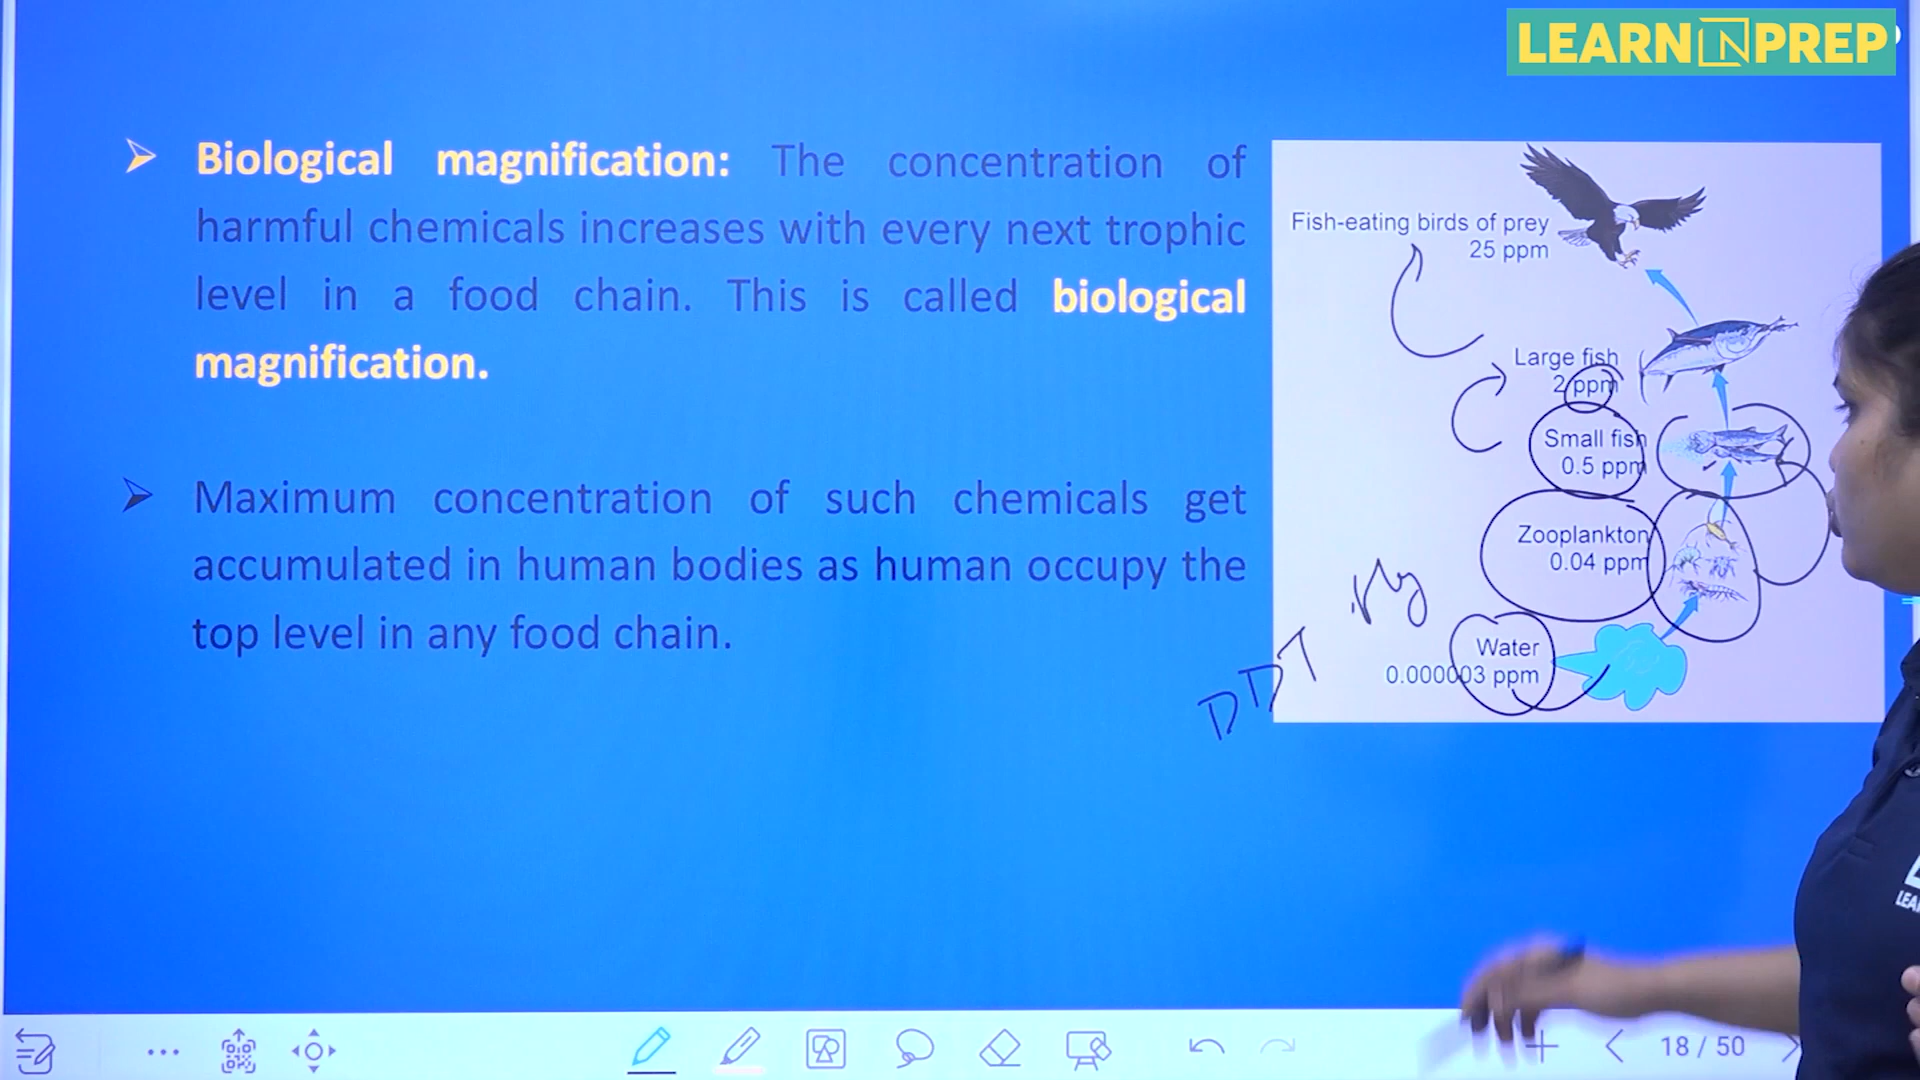 LEARN LN PREP
Biological magnification: The concentration of
harmful chemicals increases with every next trophic
level in a food chain. This is called biological
magnification.
Maximum concentration of such chemicals get
accumulated in human bodies as human occupy the
top level in any food chain.
Fish-eating birds of prey
25 ppm
Large fish
2 ppm
Small fish
0.5 ppm
Zooplankton
0.04 ppm
Hg
Water
0.000003 ppm
DDT
LEA
18 / 50